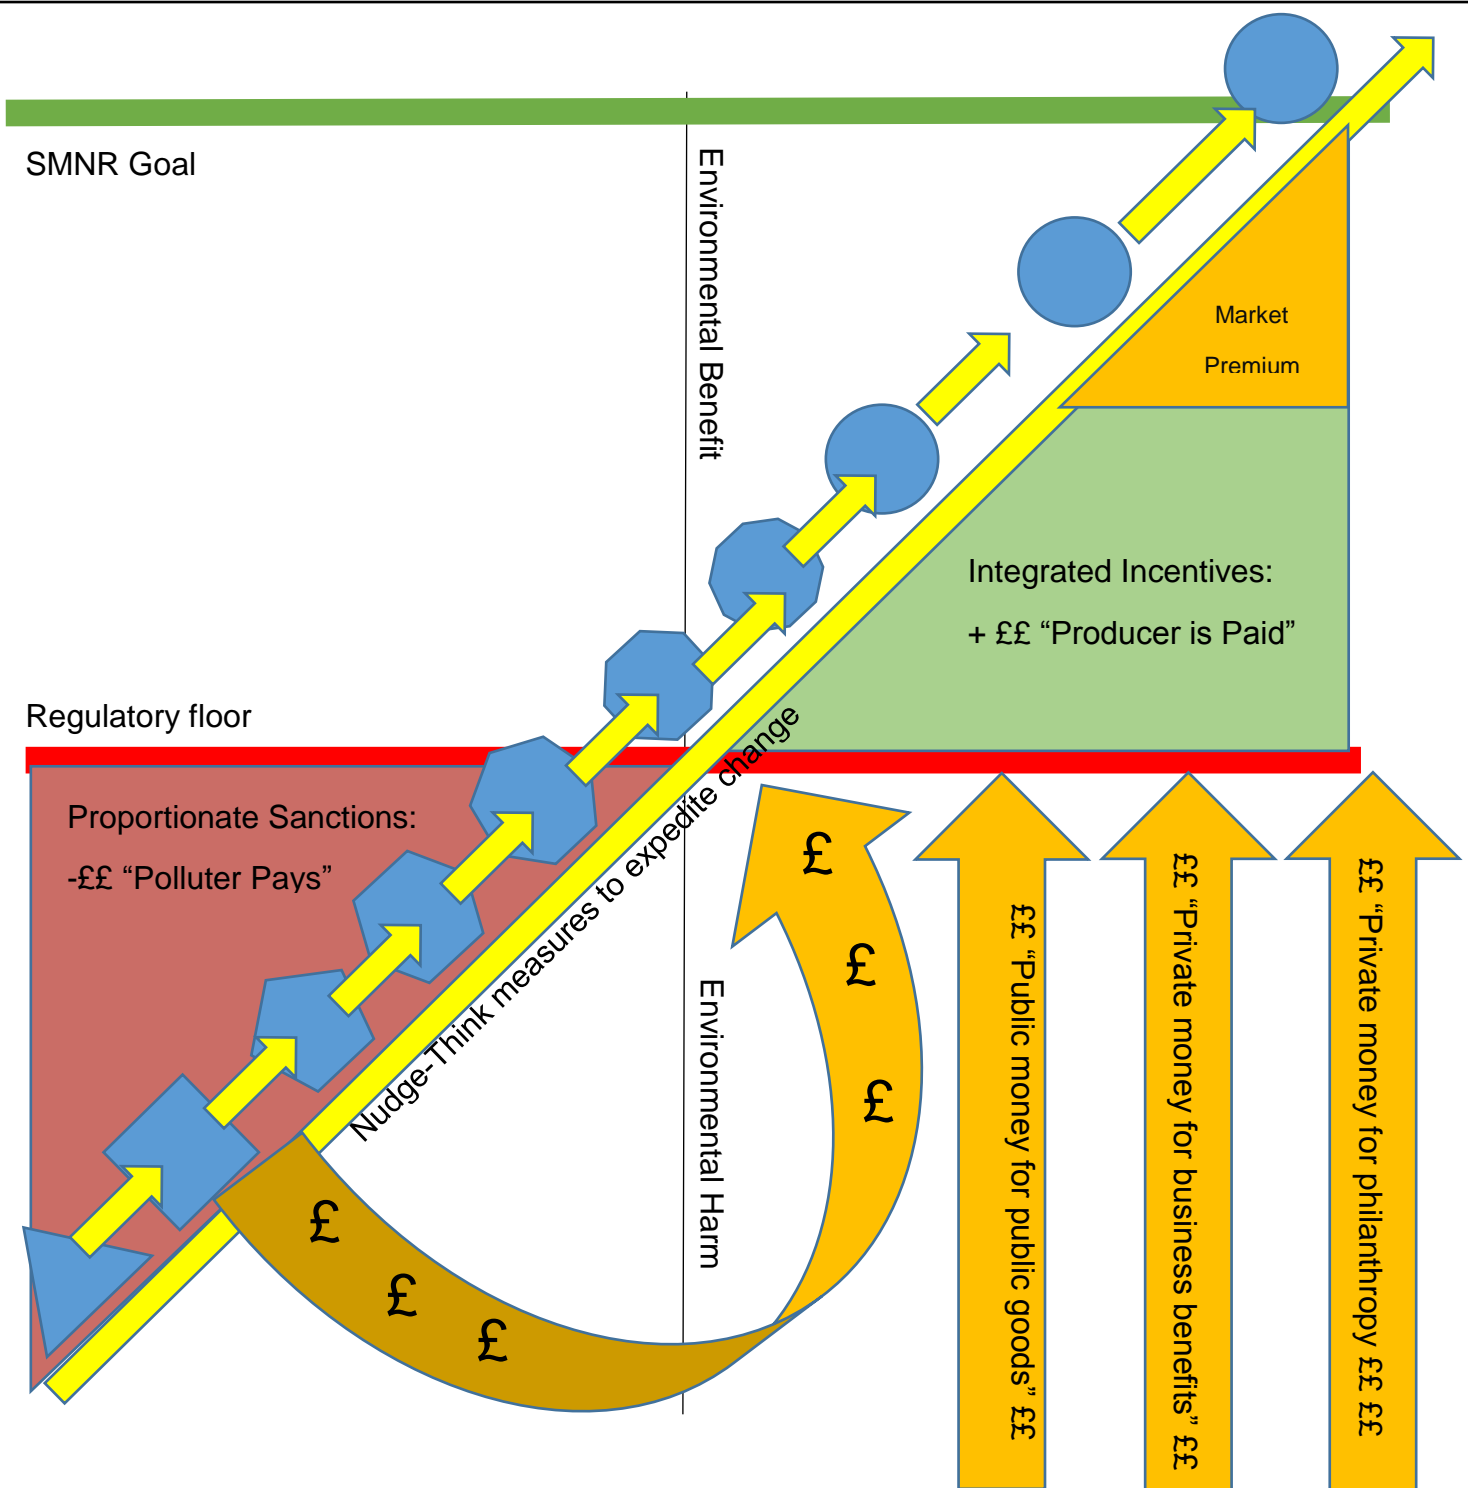 SMNR Goal
Environmental Benefit
Market
Premium
Integrated Incentives:
+ ££ “Producer is Paid”
Regulatory floor
Proportionate Sanctions:
-££ “Polluter Pays”
Nudge-Think measures to expedite change
Environmental Harm
£
£
£
£
£
£
££ “Public money for public goods” ££
££ “Private money for business benefits” ££
££ “Private money for philanthropy ££ ££